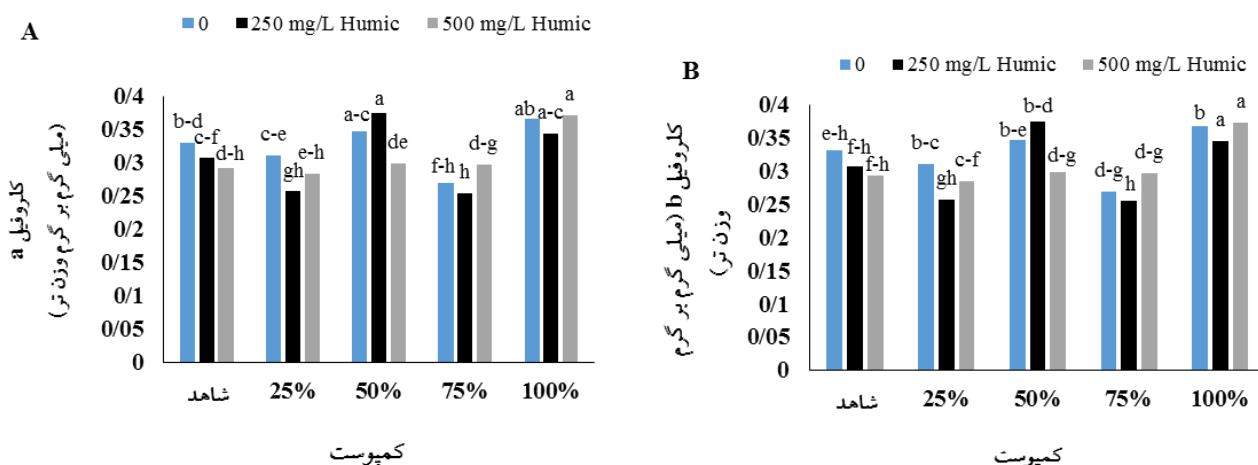 A
0 250 mg/L Humic 500 mg/L Humic
کلروفیل a
(میلی گرم بر گرم وزن تر)
0/4
0/35
0/3
0/25
0/2
0/15
0/1
0/05
0
b-d c-f d-h
c-e gh e-h
a-c a de
f-h h d-g
ab a-c a
شاهد 25% 50% 75% 100%
کمپوست
B
0 250 mg/L Humic 500 mg/L Humic
کلروفیل b (میلی گرم بر گرم
وزن تر)
0/4
0/35
0/3
0/25
0/2
0/15
0/1
0/05
0
e-h f-h f-h
b-c gh c-f
b-e b-d d-g
d-g h d-g
b a a
شاهد 25% 50% 75% 100%
کمپوست